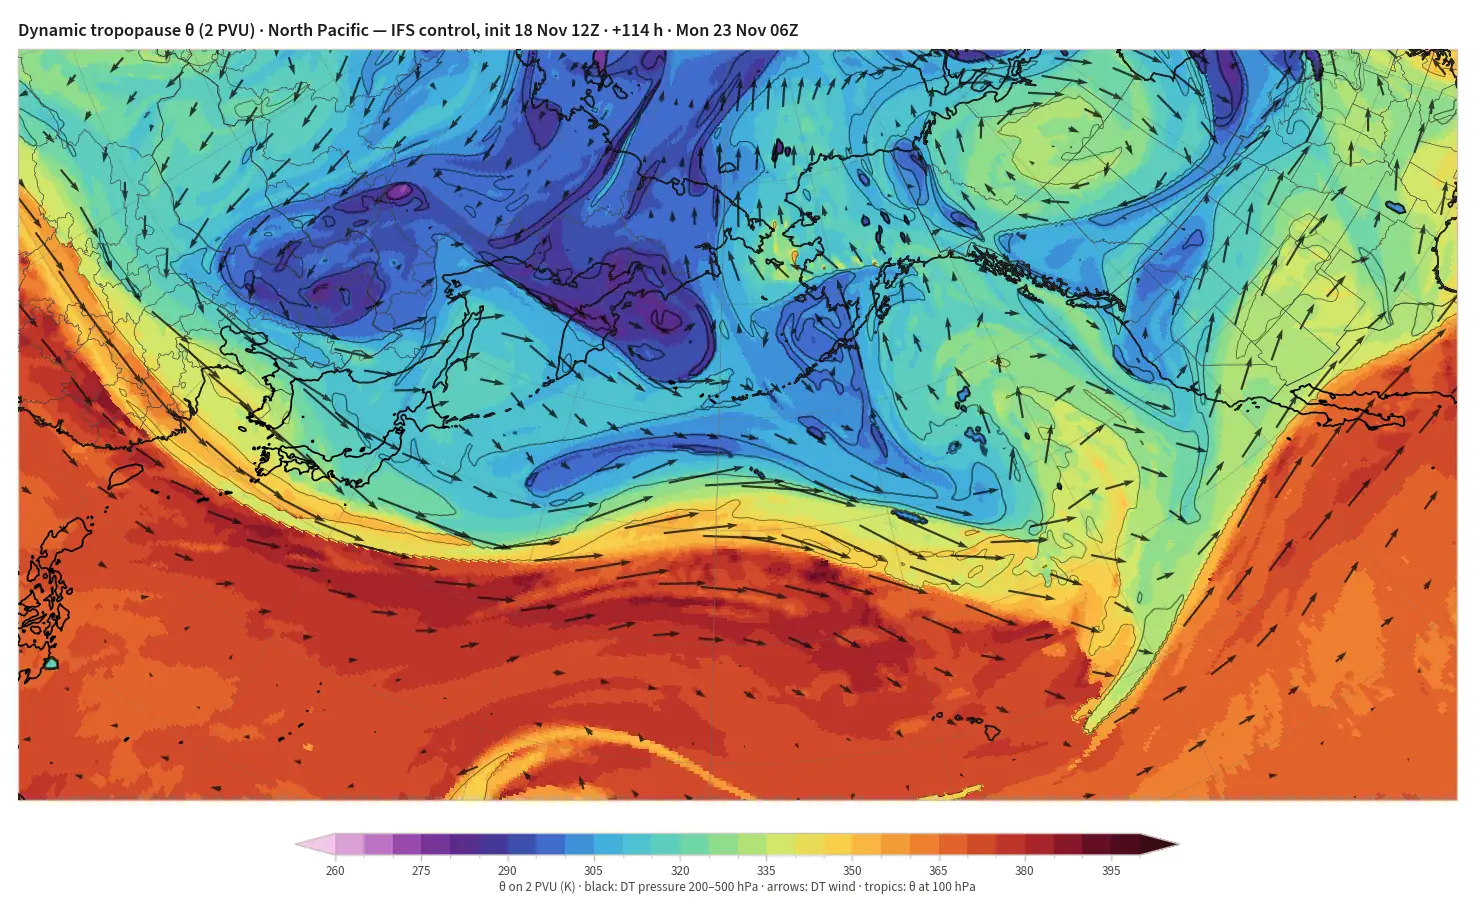 Dynamic tropopause θ (2 PVU) · North Pacific — IFS control, init 18 Nov 12Z · +114 h · Mon 23 Nov 06Z
260 275 290 305 320 335 350 365 380 395
θ on 2 PVU (K) · black: DT pressure 200–500 hPa · arrows: DT wind · tropics: θ at 100 hPa